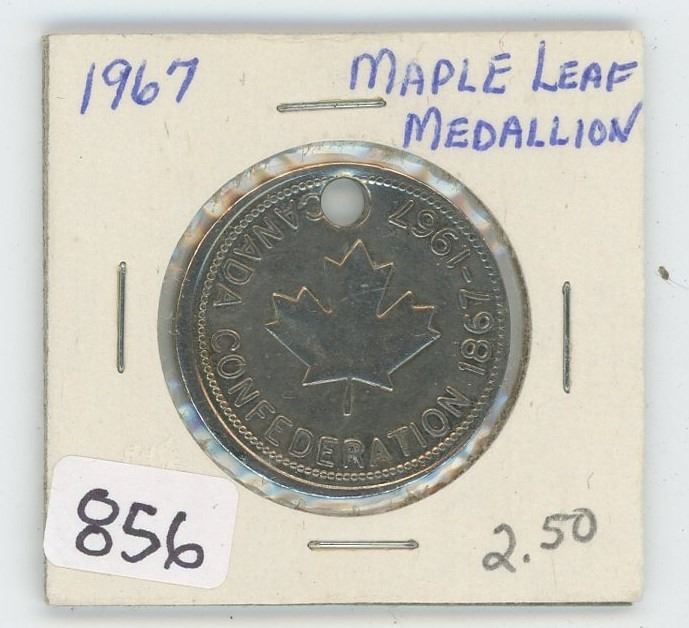 1967
MAPLE LEAF
MEDALLION
CANADA CONFEDERATION 1867-1967
856
2.50